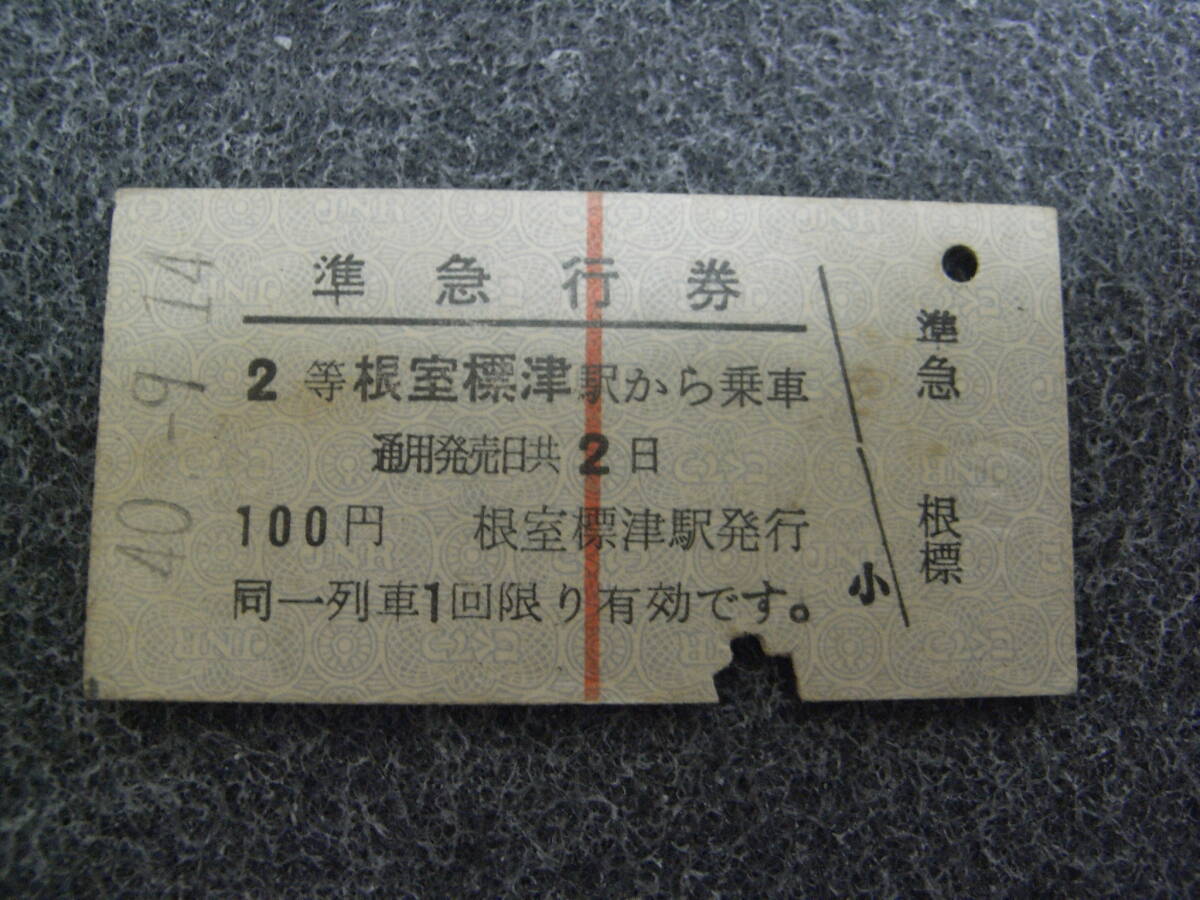 準急行券
2等根室標津駅から乗車
通用発売日共2日
100円 根室標津駅発行
同一列車1回限り有効です。
小
準急
根標
40-9.14